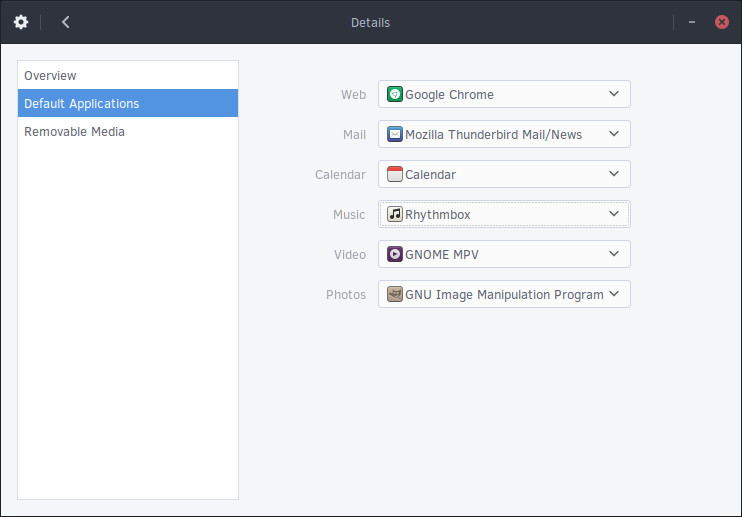 Details
Overview
Default Applications
Removable Media
Web Google Chrome
Mail Mozilla Thunderbird Mail/News
Calendar Calendar
Music Rhythmbox
Video GNOME MPV
Photos GNU Image Manipulation Program